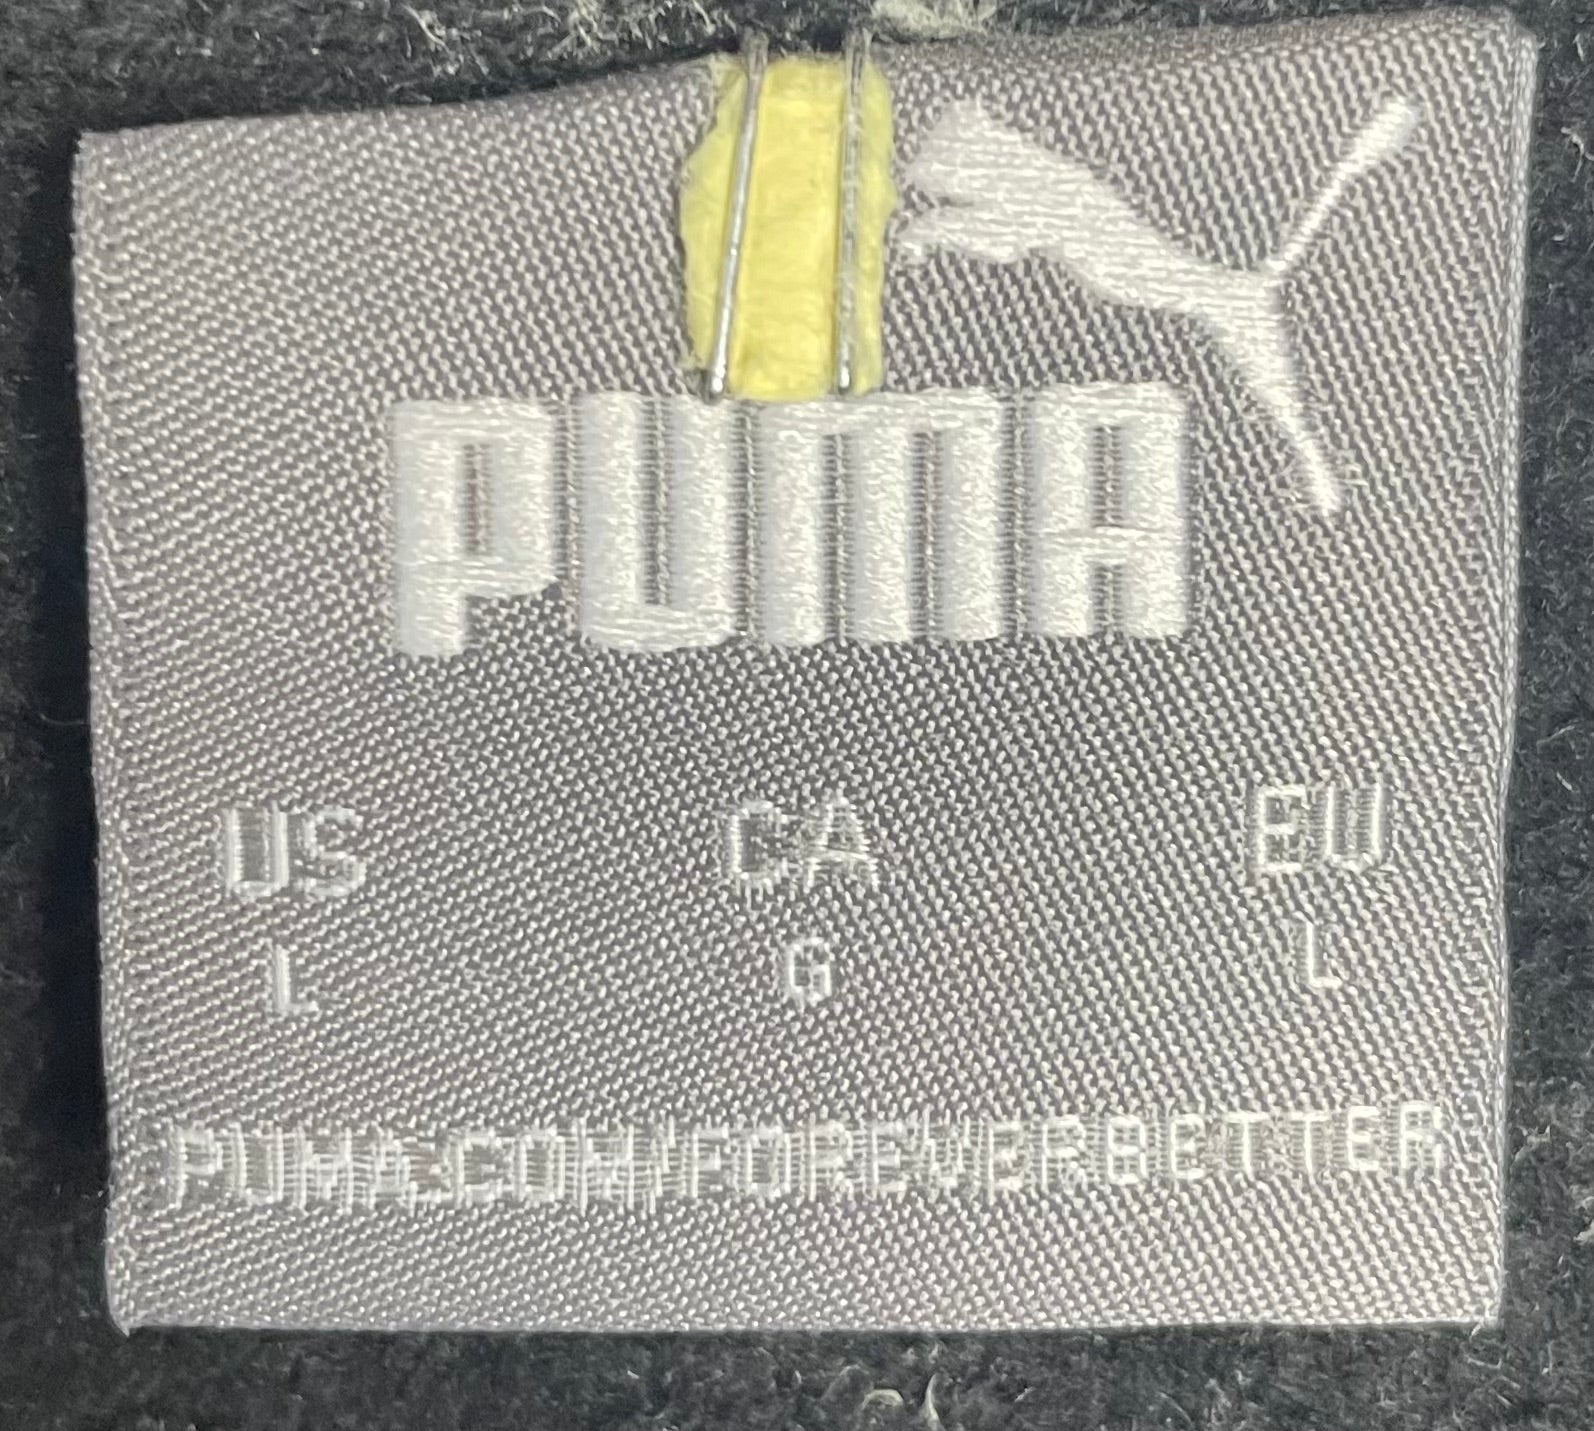 PUMA
US CA EU
L G L
PUMA.COM/FOREVERBETTER